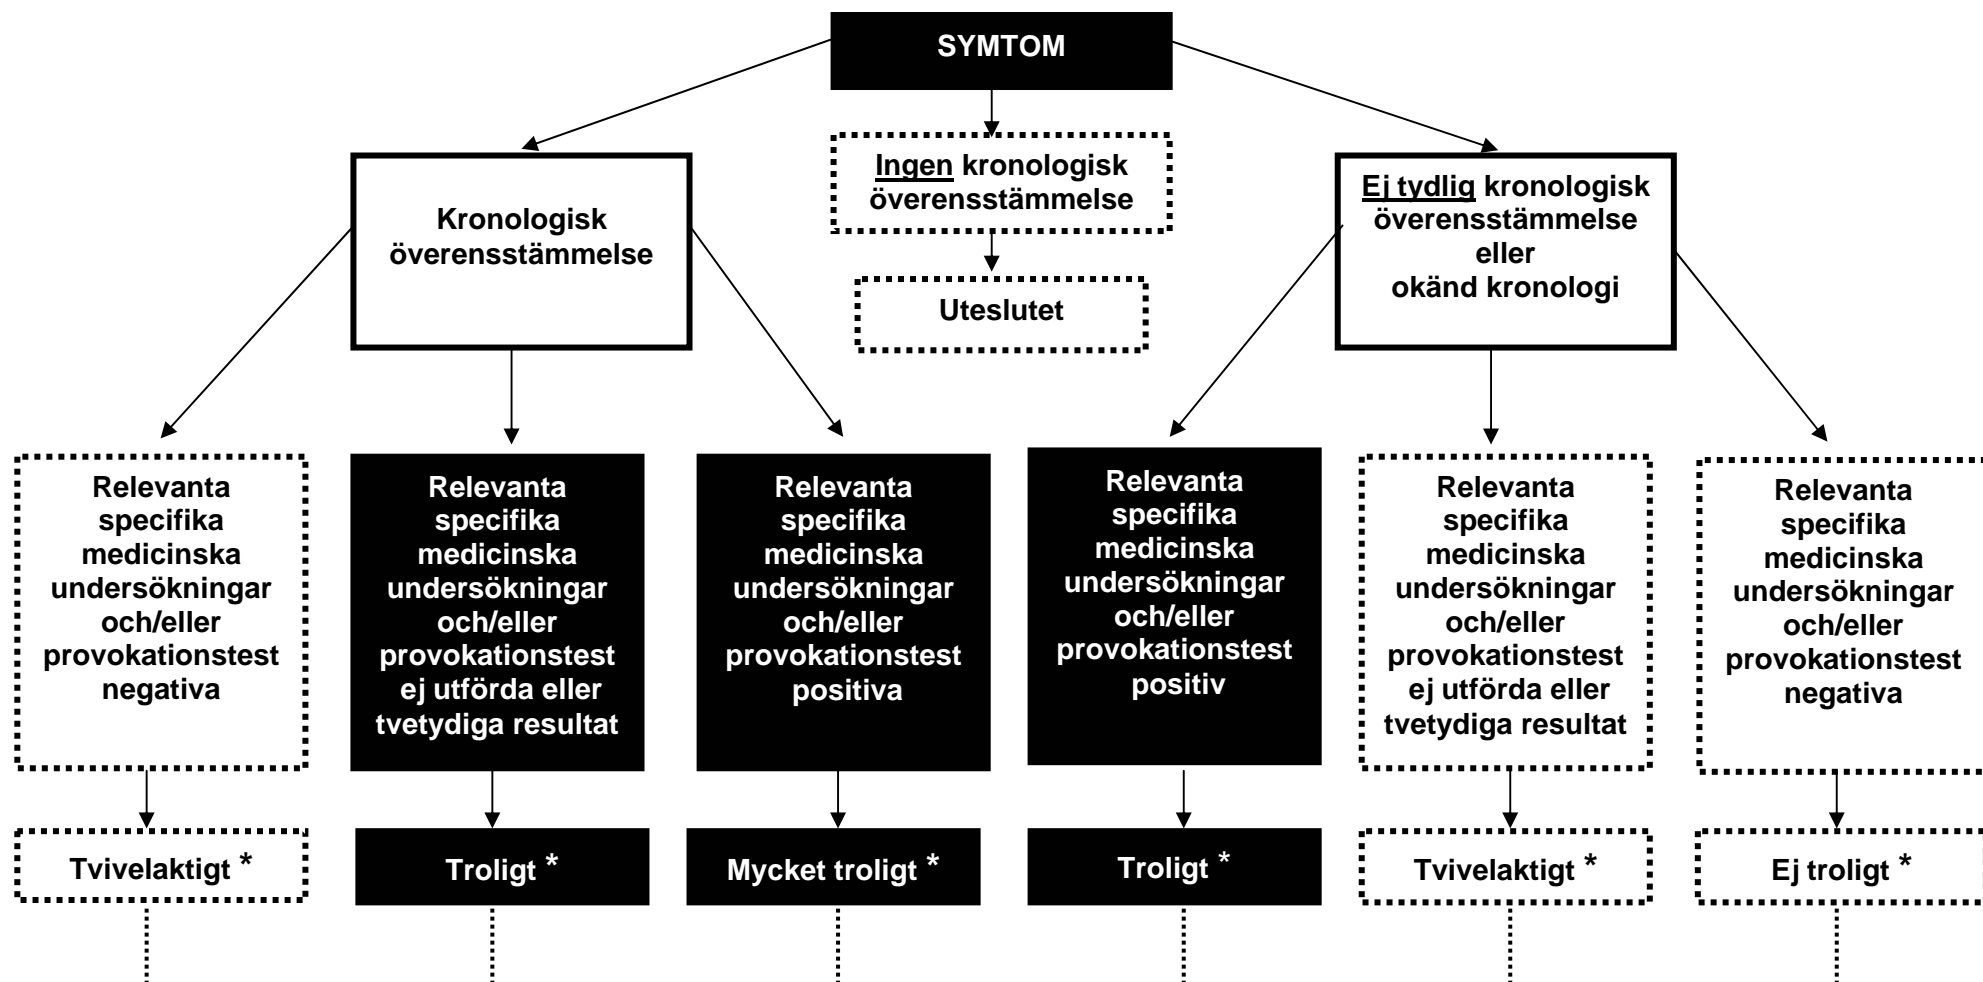 SYMTOM
Ingen kronologisk
överensstämmelse
Kronologisk
överensstämmelse
Ej tydlig kronologisk
överensstämmelse
eller
okänd kronologi
Uteslutet
Relevanta
specifika
medicinska
undersökningar
och/eller
provokationstest
negativa
Relevanta
specifika
medicinska
undersökningar
och/eller
provokationstest
ej utförda eller
tvetydiga resultat
Relevanta
specifika
medicinska
undersökningar
och/eller
provokationstest
positiva
Relevanta
specifika
medicinska
undersökningar
och/eller
provokationstest
positiv
Relevanta
specifika
medicinska
undersökningar
och/eller
provokationstest
ej utförda eller
tvetydiga resultat
Relevanta
specifika
medicinska
undersökningar
och/eller
provokationstest
negativa
Tvivelaktigt *
Troligt *
Mycket troligt *
Troligt *
Tvivelaktigt *
Ej troligt *